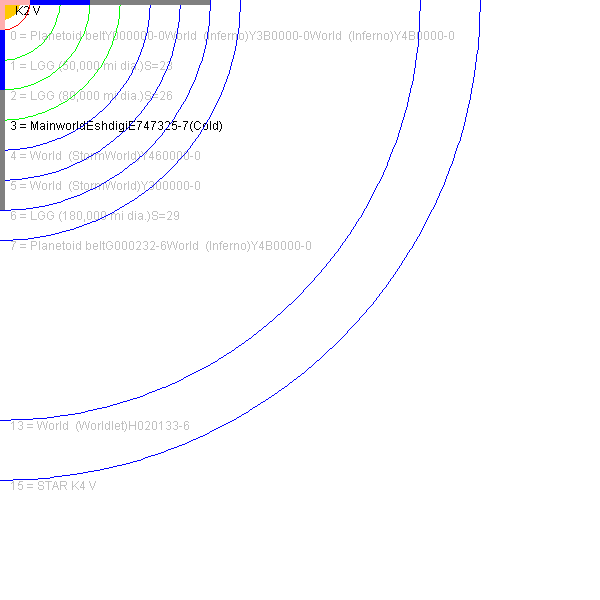 K2 V
0 = Planetoid beltY000000-0World (Inferno)Y3B0000-0World (Inferno)Y4B0000-0
1 = LGG (50,000 mi dia.)S=23
2 = LGG (80,000 mi dia.)S=26
3 = MainworldEshdigiE747325-7(Cold)
4 = World (StormWorld)Y460000-0
5 = World (StormWorld)Y300000-0
6 = LGG (180,000 mi dia.)S=29
7 = Planetoid beltG000232-6World (Inferno)Y4B0000-0
13 = World (Worldlet)H020133-6
15 = STAR K4 V